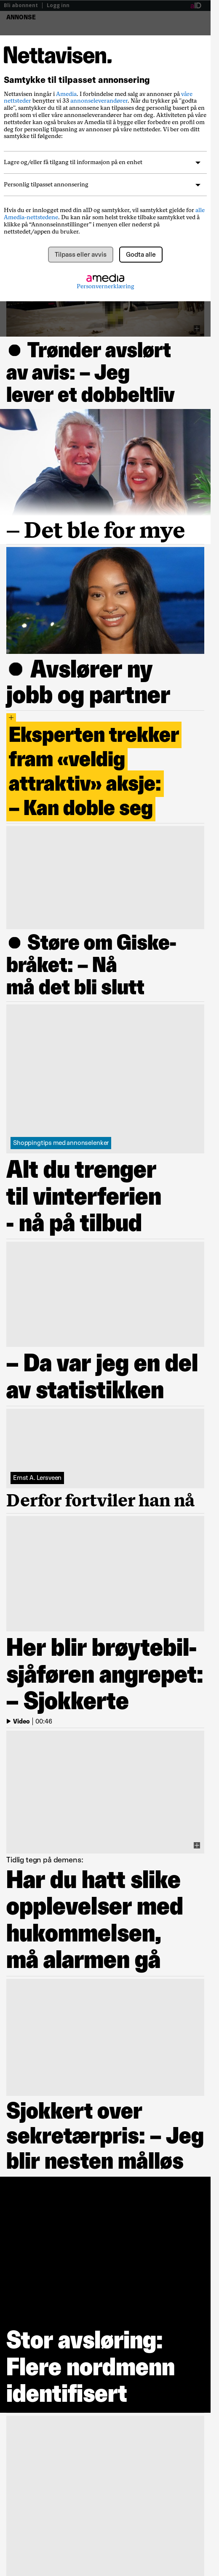 Bli abonnent | Logg inn
ANNONSE
Nettavisen.
Samtykke til tilpasset annonsering
Nettavisen inngår i Amedia. I forbindelse med salg av annonser på våre
nettsteder benytter vi 33 annonseleverandører. Når du trykker på "godta
alle", samtykker du til at annonsene kan tilpasses deg personlig basert på en
profil som vi eller våre annonseleverandører har om deg. Aktiviteten på våre
nettsteder kan også brukes av Amedia til å bygge eller forbedre en profil om
deg for personlig tilpasning av annonser på våre nettsteder. Vi ber om ditt
samtykke til følgende:
Lagre og/eller få tilgang til informasjon på en enhet
Personlig tilpasset annonsering
Hvis du er innlogget med din aID og samtykker, vil samtykket gjelde for alle
Amedia-nettstedene. Du kan når som helst trekke tilbake samtykket ved å
klikke på “Annonseinnstillinger” i menyen eller nederst på
nettstedet/appen du bruker.
Tilpass eller avvis
Godta alle
amedia
Personvernerklæring
Trønder avslørt
av avis: – Jeg
lever et dobbeltliv
– Det ble for mye
Avslører ny
jobb og partner
Eksperten trekker
fram «veldig
attraktiv» aksje:
– Kan doble seg
Støre om Giske-
bråket: – Nå
må det bli slutt
Shoppingtips med annonselenker
Alt du trenger
til vinterferien
- nå på tilbud
– Da var jeg en del
av statistikken
Ernst A. Lersveen
Derfor fortviler han nå
Her blir brøytebil-
sjåføren angrepet:
– Sjokkerte
Video | 00:46
Tidlig tegn på demens:
Har du hatt slike
opplevelser med
hukommelsen,
må alarmen gå
Sjokkert over
sekretærpris: – Jeg
blir nesten målløs
Stor avsløring:
Flere nordmenn
identifisert